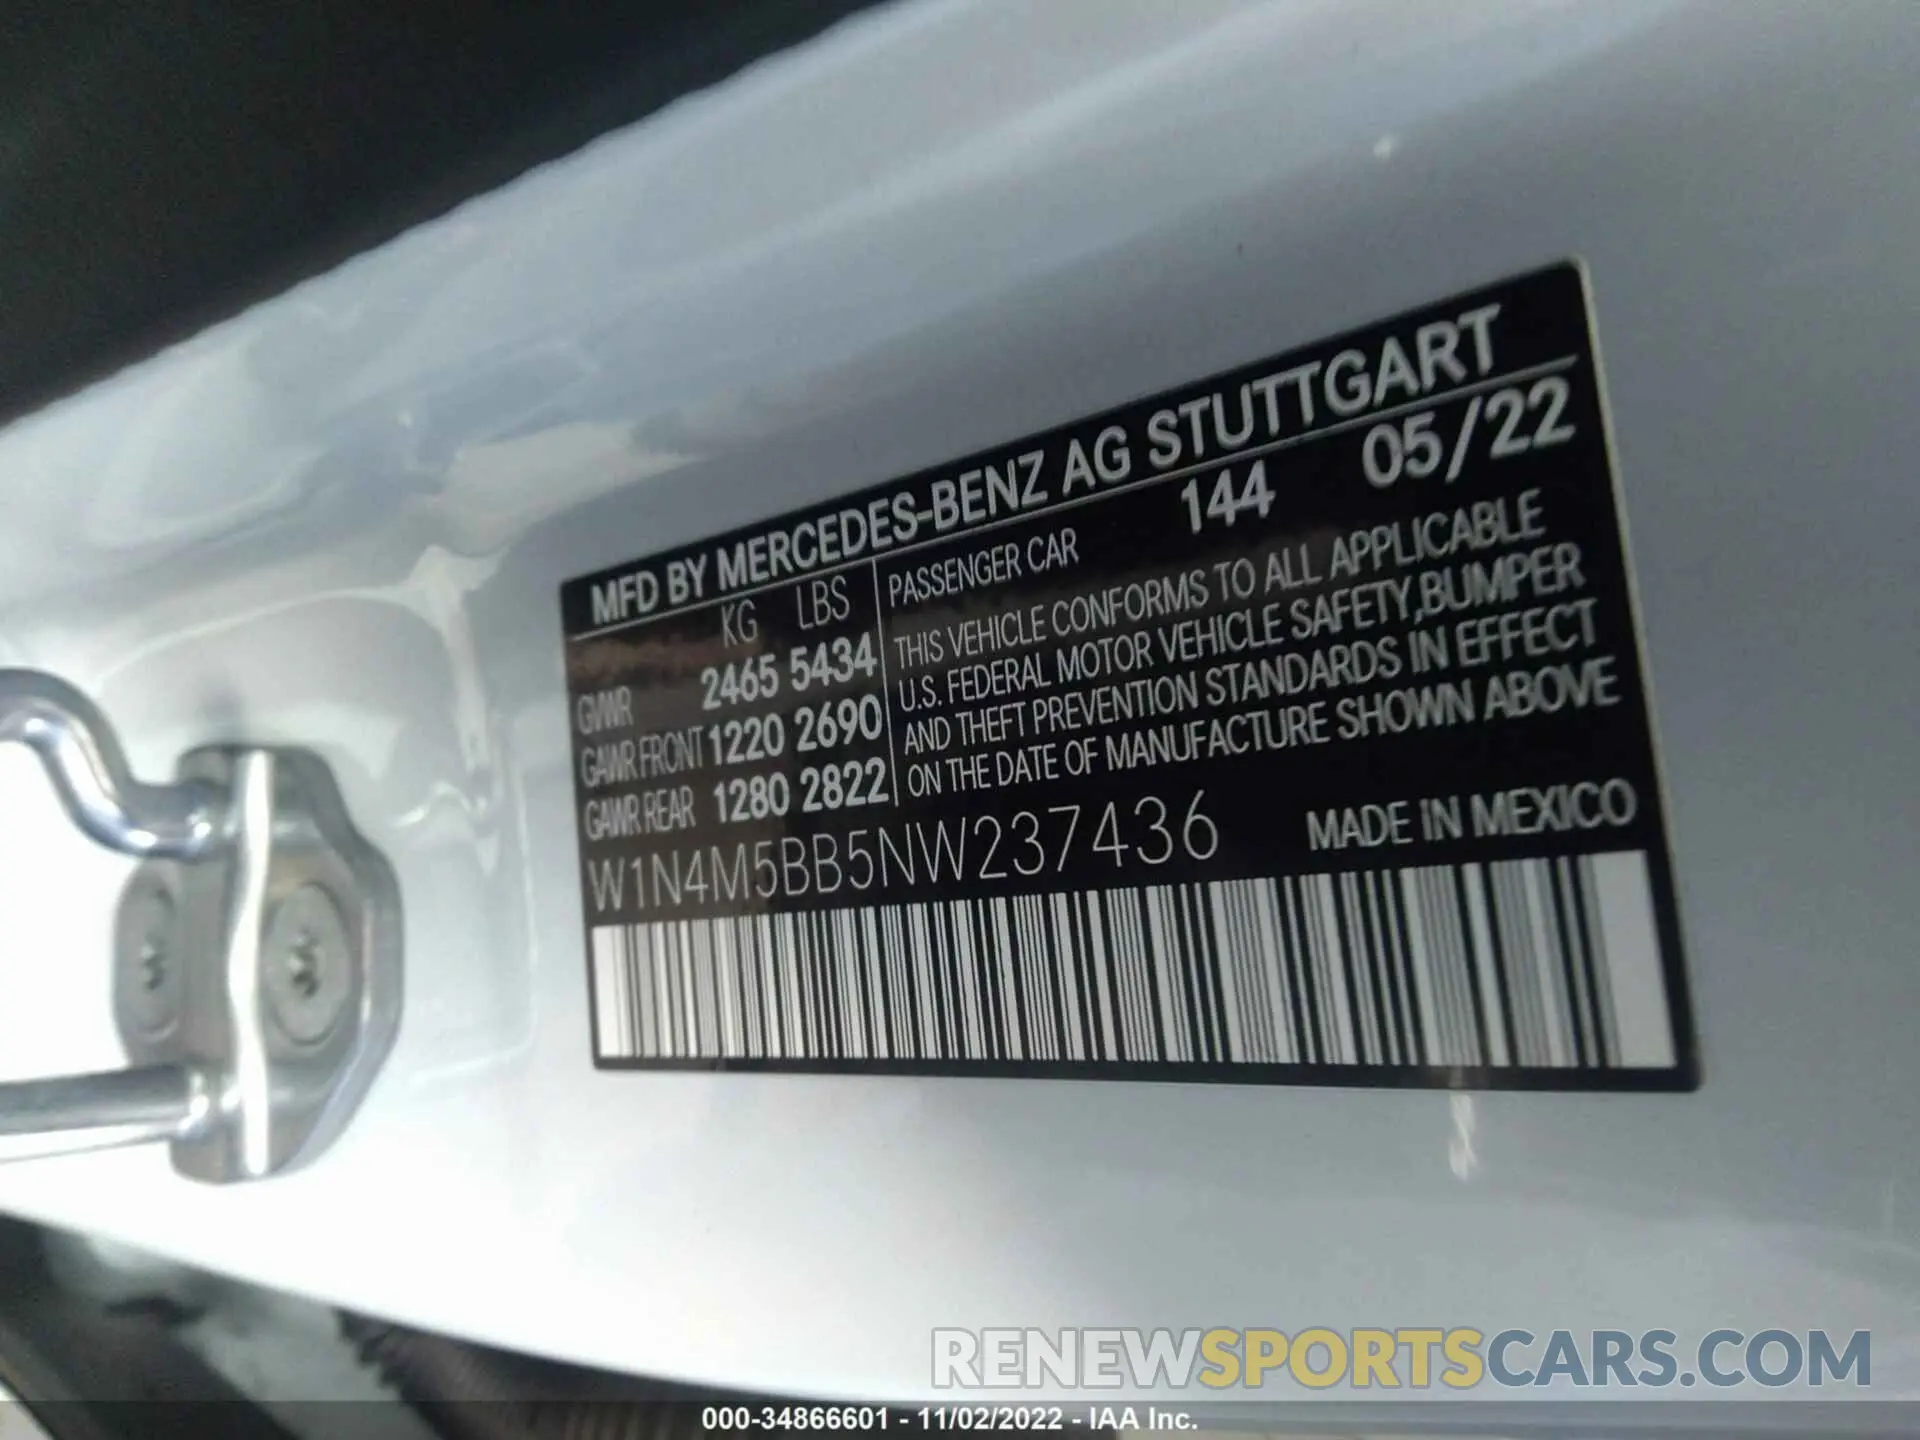 MFD BY MERCEDES-BENZ AG STUTTGART
KG LBS
GVWR 2465 5434
GAWR FRONT 1220 2690
GAWR REAR 1280 2822
PASSENGER CAR 144 05/22
THIS VEHICLE CONFORMS TO ALL APPLICABLE
U.S. FEDERAL MOTOR VEHICLE SAFETY,BUMPER
AND THEFT PREVENTION STANDARDS IN EFFECT
ON THE DATE OF MANUFACTURE SHOWN ABOVE
W1N4M5BB5NW237436 MADE IN MEXICO
RENEWSPORTSCARS.COM
000-34866601 - 11/02/2022 - IAA Inc.